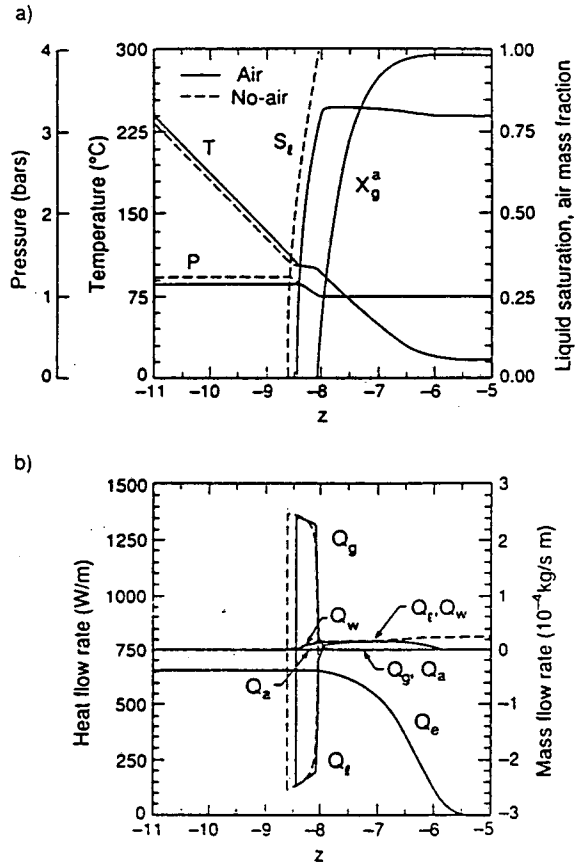 a)
Pressure (bars)
4
3
2
1
0
Temperature (°C)
300
225
150
75
0
Air
No-air
T
P
S_ℓ
X_g^a
1.00
0.75
0.50
0.25
0.00
Liquid saturation, air mass fraction
-11 -10 -9 -8 -7 -6 -5
z
b)
Heat flow rate (W/m)
1500
1250
1000
750
500
250
0
Q_g
Q_w
Q_ℓ, Q_w
Q_a
Q_g, Q_a
Q_e
Q_ℓ
3
2
1
0
-1
-2
-3
Mass flow rate (10⁻⁴kg/s m)
-11 -10 -9 -8 -7 -6 -5
z